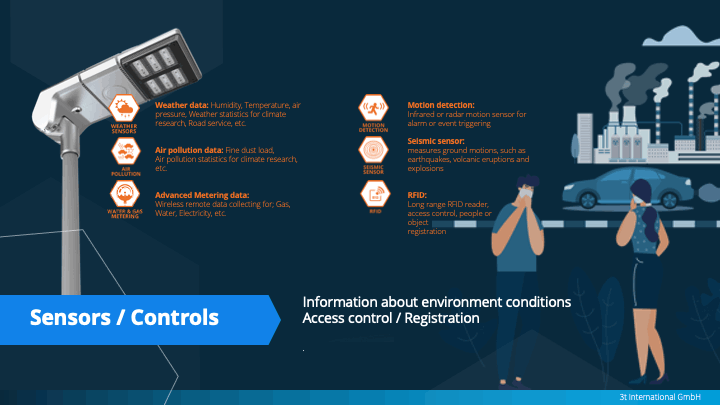 WEATHER
SENSORS
Weather data: Humidity, Temperature, air
pressure, Weather statistics for climate
research, Road service, etc.
AIR
POLLUTION
Air pollution data: Fine dust load,
Air pollution statistics for climate research,
etc.
WATER & GAS
METERING
Advanced Metering data:
Wireless remote data collecting for; Gas,
Water, Electricity, etc.
MOTION
DETECTION
Motion detection:
Infrared or radar motion sensor for
alarm or event triggering
SEISMIC
SENSOR
Seismic sensor:
measures ground motions, such as
earthquakes, volcanic eruptions and
explosions
RFID
RFID:
Long range RFID reader,
access control, people or
object
registration
Sensors / Controls
Information about environment conditions
Access control / Registration
.
3t International GmbH